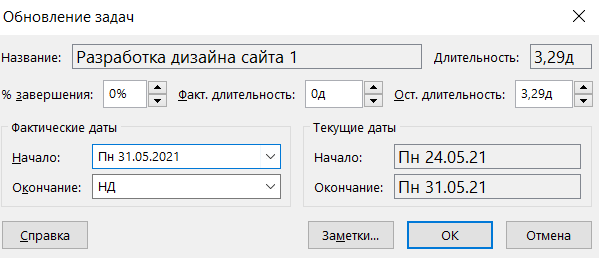 Обновление задач
Название: Разработка дизайна сайта 1 Длительность: 3,29д
% завершения: 0% Факт. длительность: 0д Ост. длительность: 3,29д
Фактические даты
Начало: Пн 31.05.2021
Окончание: НД
Текущие даты
Начало: Пн 24.05.21
Окончание: Пн 31.05.21
Справка Заметки... ОК Отмена